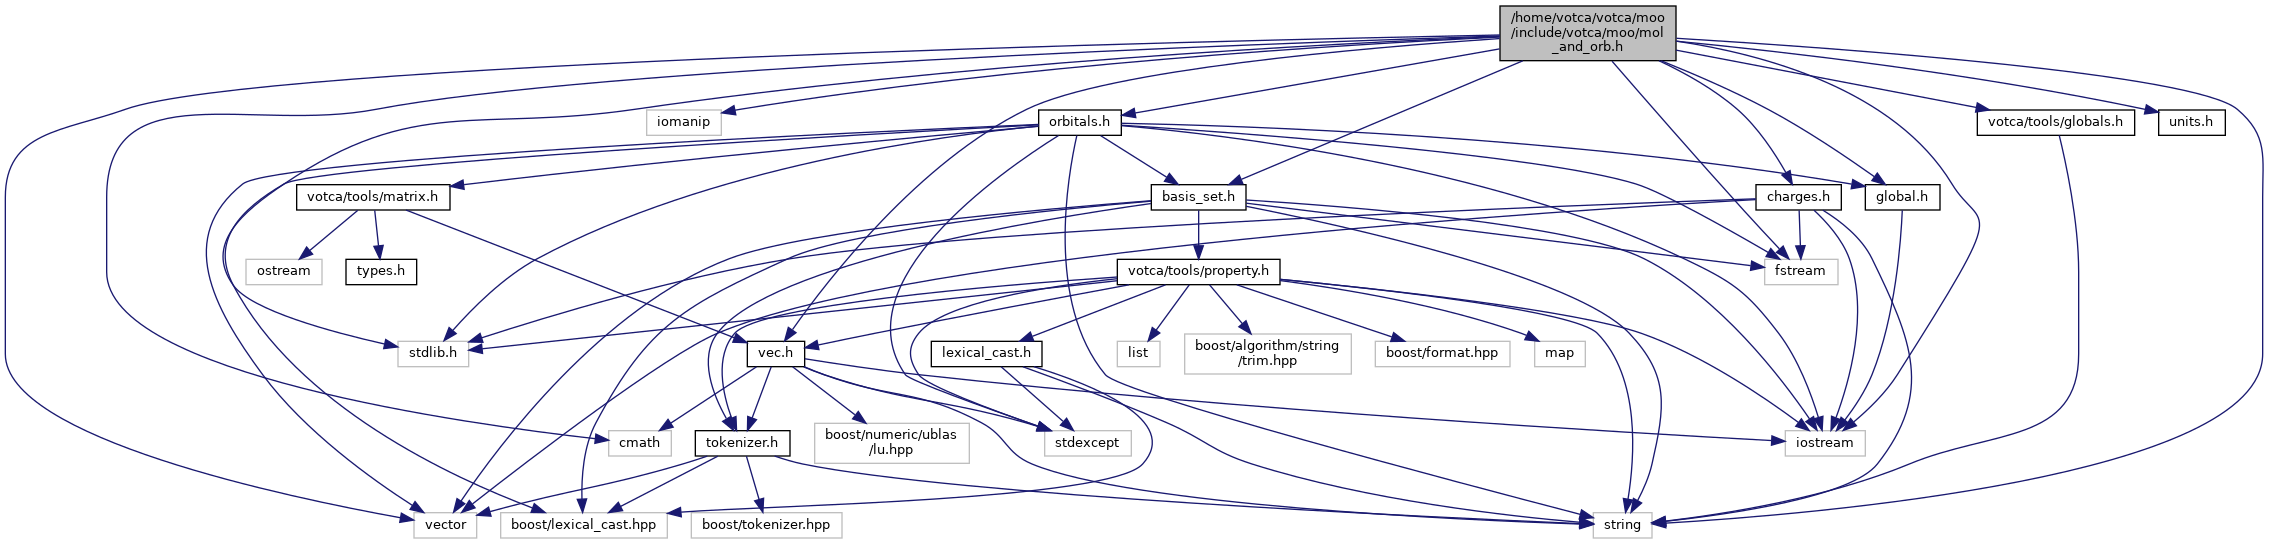 /home/votca/votca/moo
/include/votca/moo/mol
_and_orb.h
iomanip
orbitals.h
votca/tools/globals.h
units.h
votca/tools/matrix.h
basis_set.h
charges.h
global.h
ostream
types.h
votca/tools/property.h
fstream
stdlib.h
vec.h
lexical_cast.h
list
boost/algorithm/string
/trim.hpp
boost/format.hpp
map
cmath
tokenizer.h
boost/numeric/ublas
/lu.hpp
stdexcept
iostream
vector
boost/lexical_cast.hpp
boost/tokenizer.hpp
string